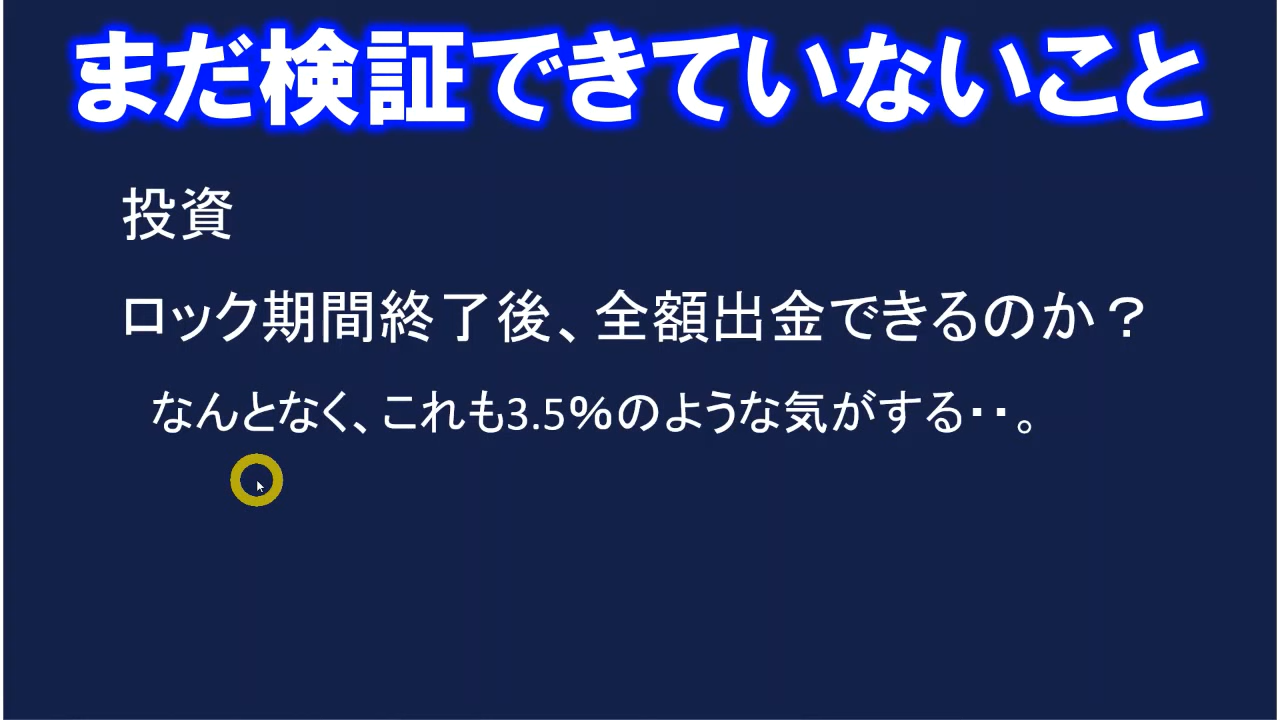 まだ検証できていないこと
投資
ロック期間終了後、全額出金できるのか？
なんとなく、これも3.5%のような気がする・・。